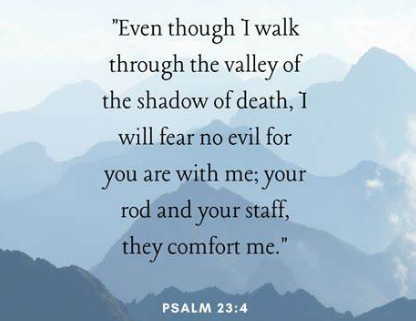 "Even though I walk
through the valley of
the shadow of death, I
will fear no evil for
you are with me; your
rod and your staff,
they comfort me."
PSALM 23:4